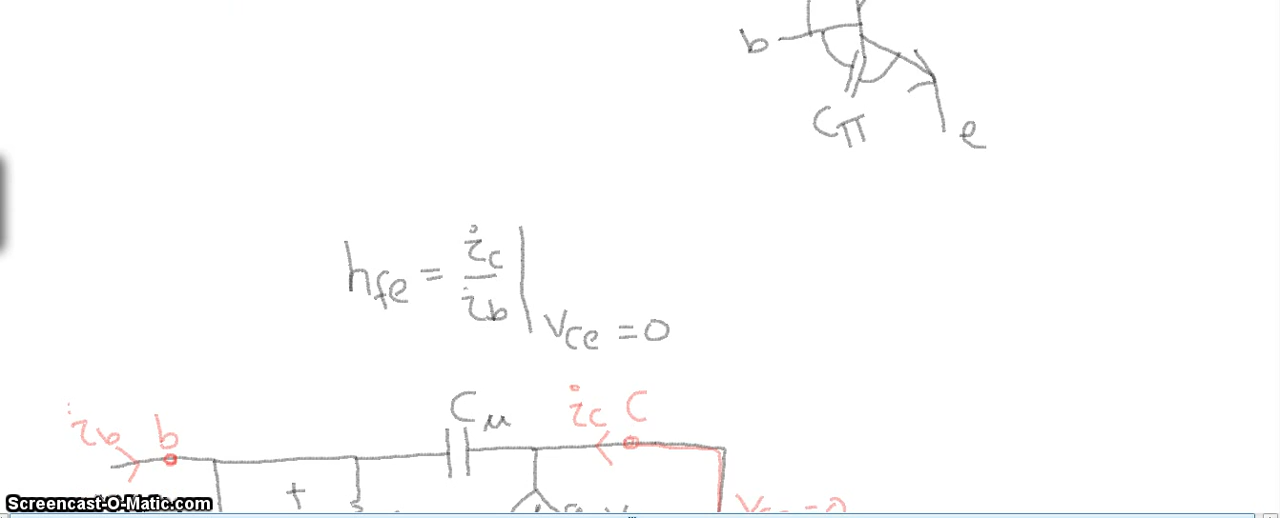 b
Cπ
e
hfe = ic/ib | vce = 0
Cμ
ic C
ib b
+
Screencast-O-Matic.com